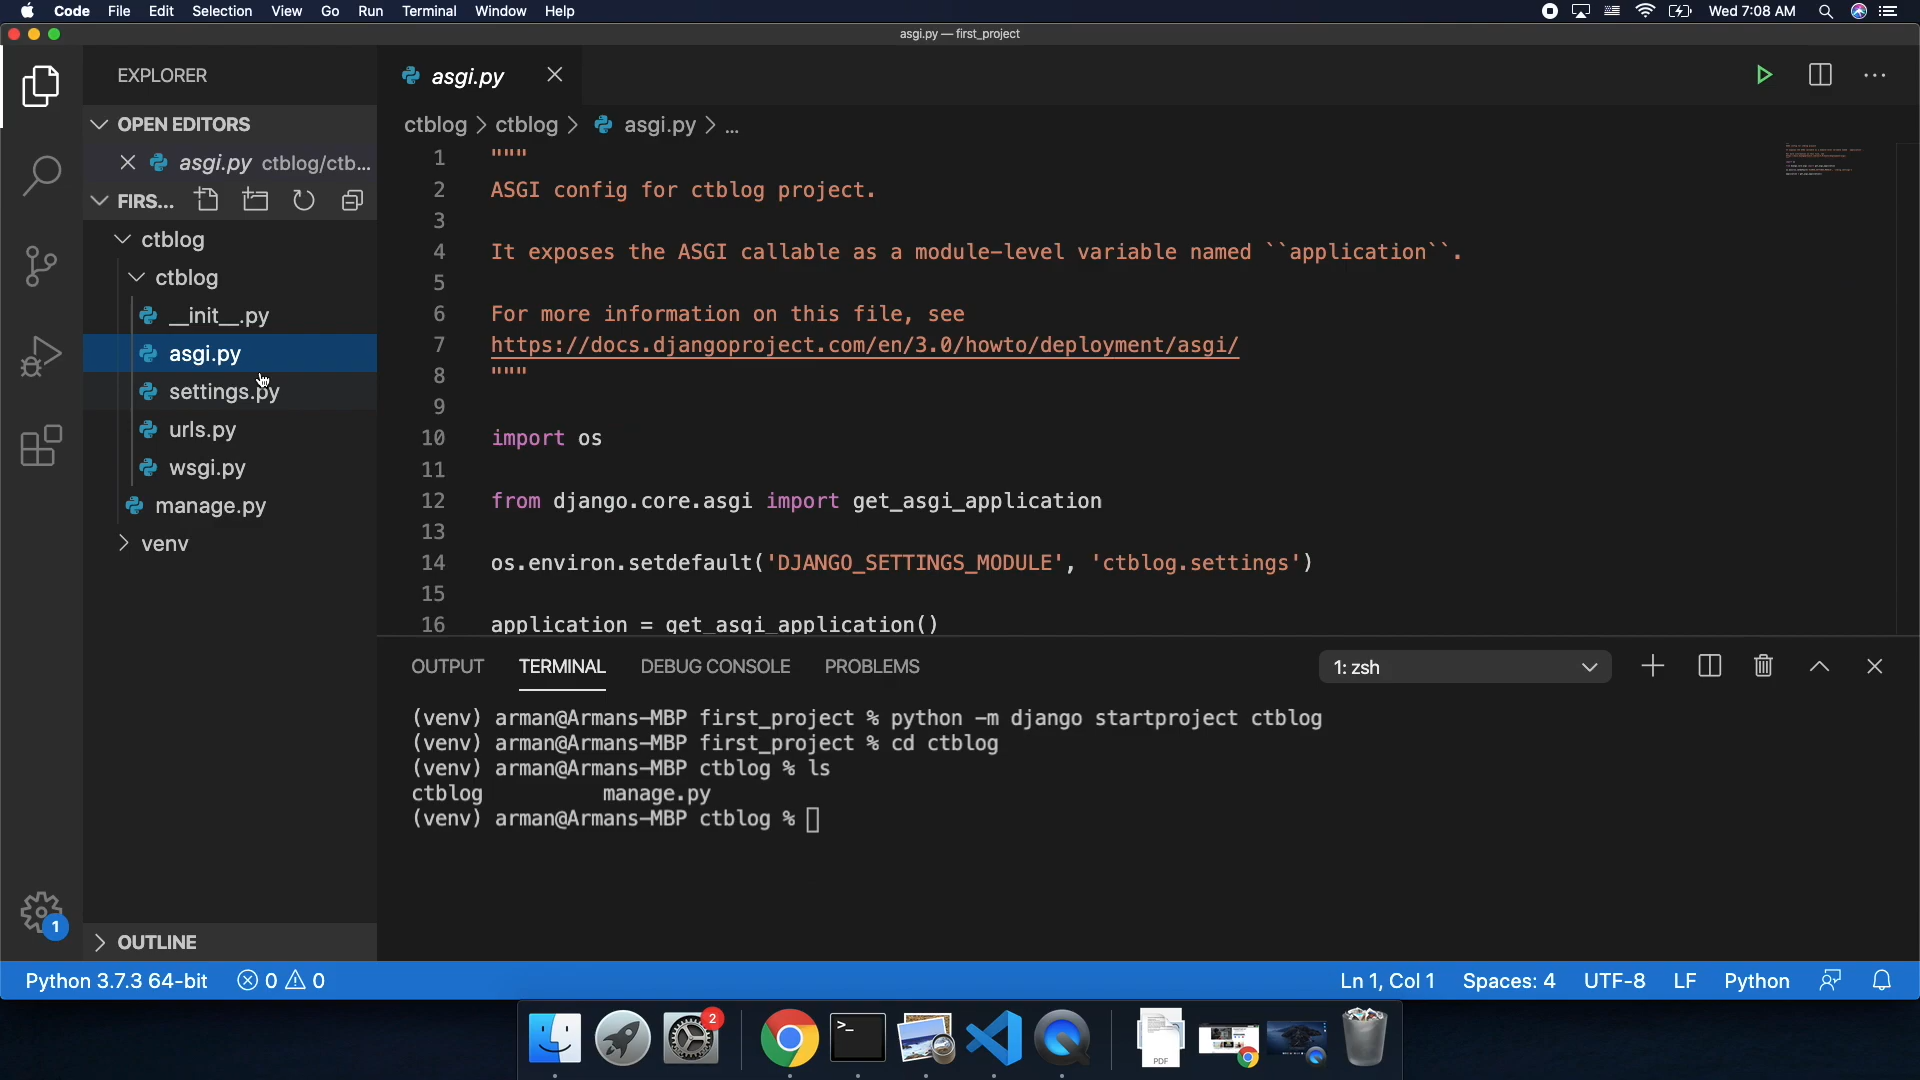 Code File Edit Selection View Go Run Terminal Window Help
Wed 7:08 AM
asgi.py — first_project
EXPLORER
OPEN EDITORS
asgi.py ctblog/ctb...
FIRS...
ctblog
ctblog
__init__.py
asgi.py
settings.py
urls.py
wsgi.py
manage.py
venv
OUTLINE
asgi.py
ctblog > ctblog > asgi.py > ...
1 """
2 ASGI config for ctblog project.
3
4 It exposes the ASGI callable as a module-level variable named ``application``.
5
6 For more information on this file, see
7 https://docs.djangoproject.com/en/3.0/howto/deployment/asgi/
8 """
9
10 import os
11
12 from django.core.asgi import get_asgi_application
13
14 os.environ.setdefault('DJANGO_SETTINGS_MODULE', 'ctblog.settings')
15
16 application = get_asgi_application()
OUTPUT TERMINAL DEBUG CONSOLE PROBLEMS
1: zsh
(venv) arman@Armans-MBP first_project % python -m django startproject ctblog
(venv) arman@Armans-MBP first_project % cd ctblog
(venv) arman@Armans-MBP ctblog % ls
ctblog manage.py
(venv) arman@Armans-MBP ctblog %
1
Python 3.7.3 64-bit 0 0
Ln 1, Col 1 Spaces: 4 UTF-8 LF Python
2
>_
PDF